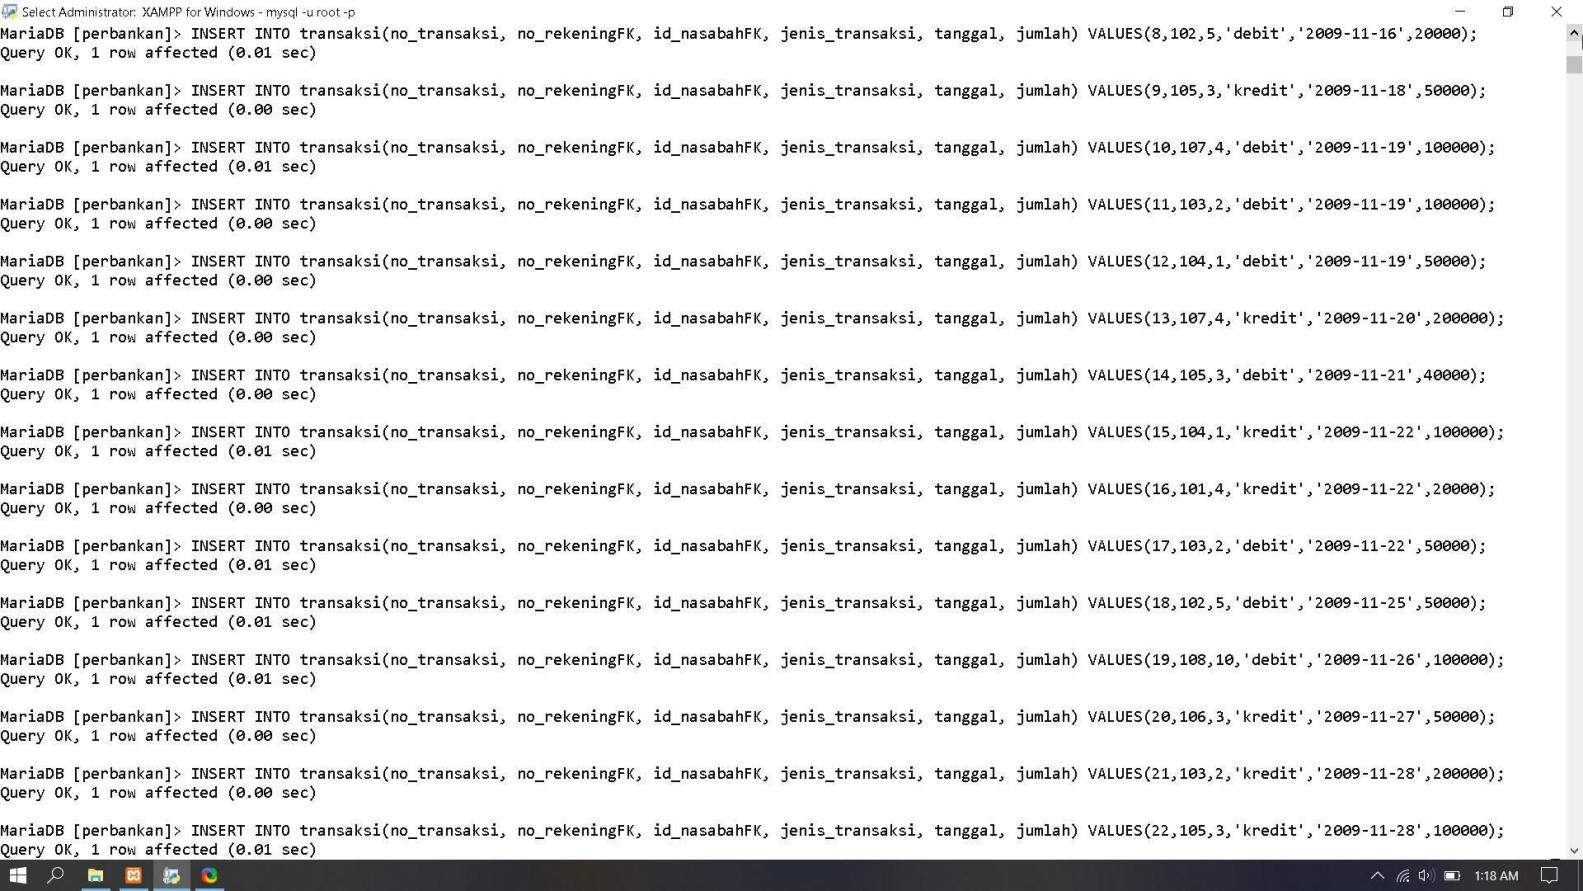 Select Administrator: XAMPP for Windows - mysql -u root -p
MariaDB [perbankan]> INSERT INTO transaksi(no_transaksi, no_rekeningFK, id_nasabahFK, jenis_transaksi, tanggal, jumlah) VALUES(8,102,5,'debit','2009-11-16',20000);
Query OK, 1 row affected (0.01 sec)
MariaDB [perbankan]> INSERT INTO transaksi(no_transaksi, no_rekeningFK, id_nasabahFK, jenis_transaksi, tanggal, jumlah) VALUES(9,105,3,'kredit','2009-11-18',50000);
Query OK, 1 row affected (0.00 sec)
MariaDB [perbankan]> INSERT INTO transaksi(no_transaksi, no_rekeningFK, id_nasabahFK, jenis_transaksi, tanggal, jumlah) VALUES(10,107,4,'debit','2009-11-19',100000);
Query OK, 1 row affected (0.01 sec)
MariaDB [perbankan]> INSERT INTO transaksi(no_transaksi, no_rekeningFK, id_nasabahFK, jenis_transaksi, tanggal, jumlah) VALUES(11,103,2,'debit','2009-11-19',100000);
Query OK, 1 row affected (0.00 sec)
MariaDB [perbankan]> INSERT INTO transaksi(no_transaksi, no_rekeningFK, id_nasabahFK, jenis_transaksi, tanggal, jumlah) VALUES(12,104,1,'debit','2009-11-19',50000);
Query OK, 1 row affected (0.00 sec)
MariaDB [perbankan]> INSERT INTO transaksi(no_transaksi, no_rekeningFK, id_nasabahFK, jenis_transaksi, tanggal, jumlah) VALUES(13,107,4,'kredit','2009-11-20',200000);
Query OK, 1 row affected (0.00 sec)
MariaDB [perbankan]> INSERT INTO transaksi(no_transaksi, no_rekeningFK, id_nasabahFK, jenis_transaksi, tanggal, jumlah) VALUES(14,105,3,'debit','2009-11-21',40000);
Query OK, 1 row affected (0.00 sec)
MariaDB [perbankan]> INSERT INTO transaksi(no_transaksi, no_rekeningFK, id_nasabahFK, jenis_transaksi, tanggal, jumlah) VALUES(15,104,1,'kredit','2009-11-22',100000);
Query OK, 1 row affected (0.01 sec)
MariaDB [perbankan]> INSERT INTO transaksi(no_transaksi, no_rekeningFK, id_nasabahFK, jenis_transaksi, tanggal, jumlah) VALUES(16,101,4,'kredit','2009-11-22',20000);
Query OK, 1 row affected (0.00 sec)
MariaDB [perbankan]> INSERT INTO transaksi(no_transaksi, no_rekeningFK, id_nasabahFK, jenis_transaksi, tanggal, jumlah) VALUES(17,103,2,'debit','2009-11-22',50000);
Query OK, 1 row affected (0.01 sec)
MariaDB [perbankan]> INSERT INTO transaksi(no_transaksi, no_rekeningFK, id_nasabahFK, jenis_transaksi, tanggal, jumlah) VALUES(18,102,5,'debit','2009-11-25',50000);
Query OK, 1 row affected (0.01 sec)
MariaDB [perbankan]> INSERT INTO transaksi(no_transaksi, no_rekeningFK, id_nasabahFK, jenis_transaksi, tanggal, jumlah) VALUES(19,108,10,'debit','2009-11-26',100000);
Query OK, 1 row affected (0.01 sec)
MariaDB [perbankan]> INSERT INTO transaksi(no_transaksi, no_rekeningFK, id_nasabahFK, jenis_transaksi, tanggal, jumlah) VALUES(20,106,3,'kredit','2009-11-27',50000);
Query OK, 1 row affected (0.00 sec)
MariaDB [perbankan]> INSERT INTO transaksi(no_transaksi, no_rekeningFK, id_nasabahFK, jenis_transaksi, tanggal, jumlah) VALUES(21,103,2,'kredit','2009-11-28',200000);
Query OK, 1 row affected (0.00 sec)
MariaDB [perbankan]> INSERT INTO transaksi(no_transaksi, no_rekeningFK, id_nasabahFK, jenis_transaksi, tanggal, jumlah) VALUES(22,105,3,'kredit','2009-11-28',100000);
Query OK, 1 row affected (0.01 sec)
1:18 AM